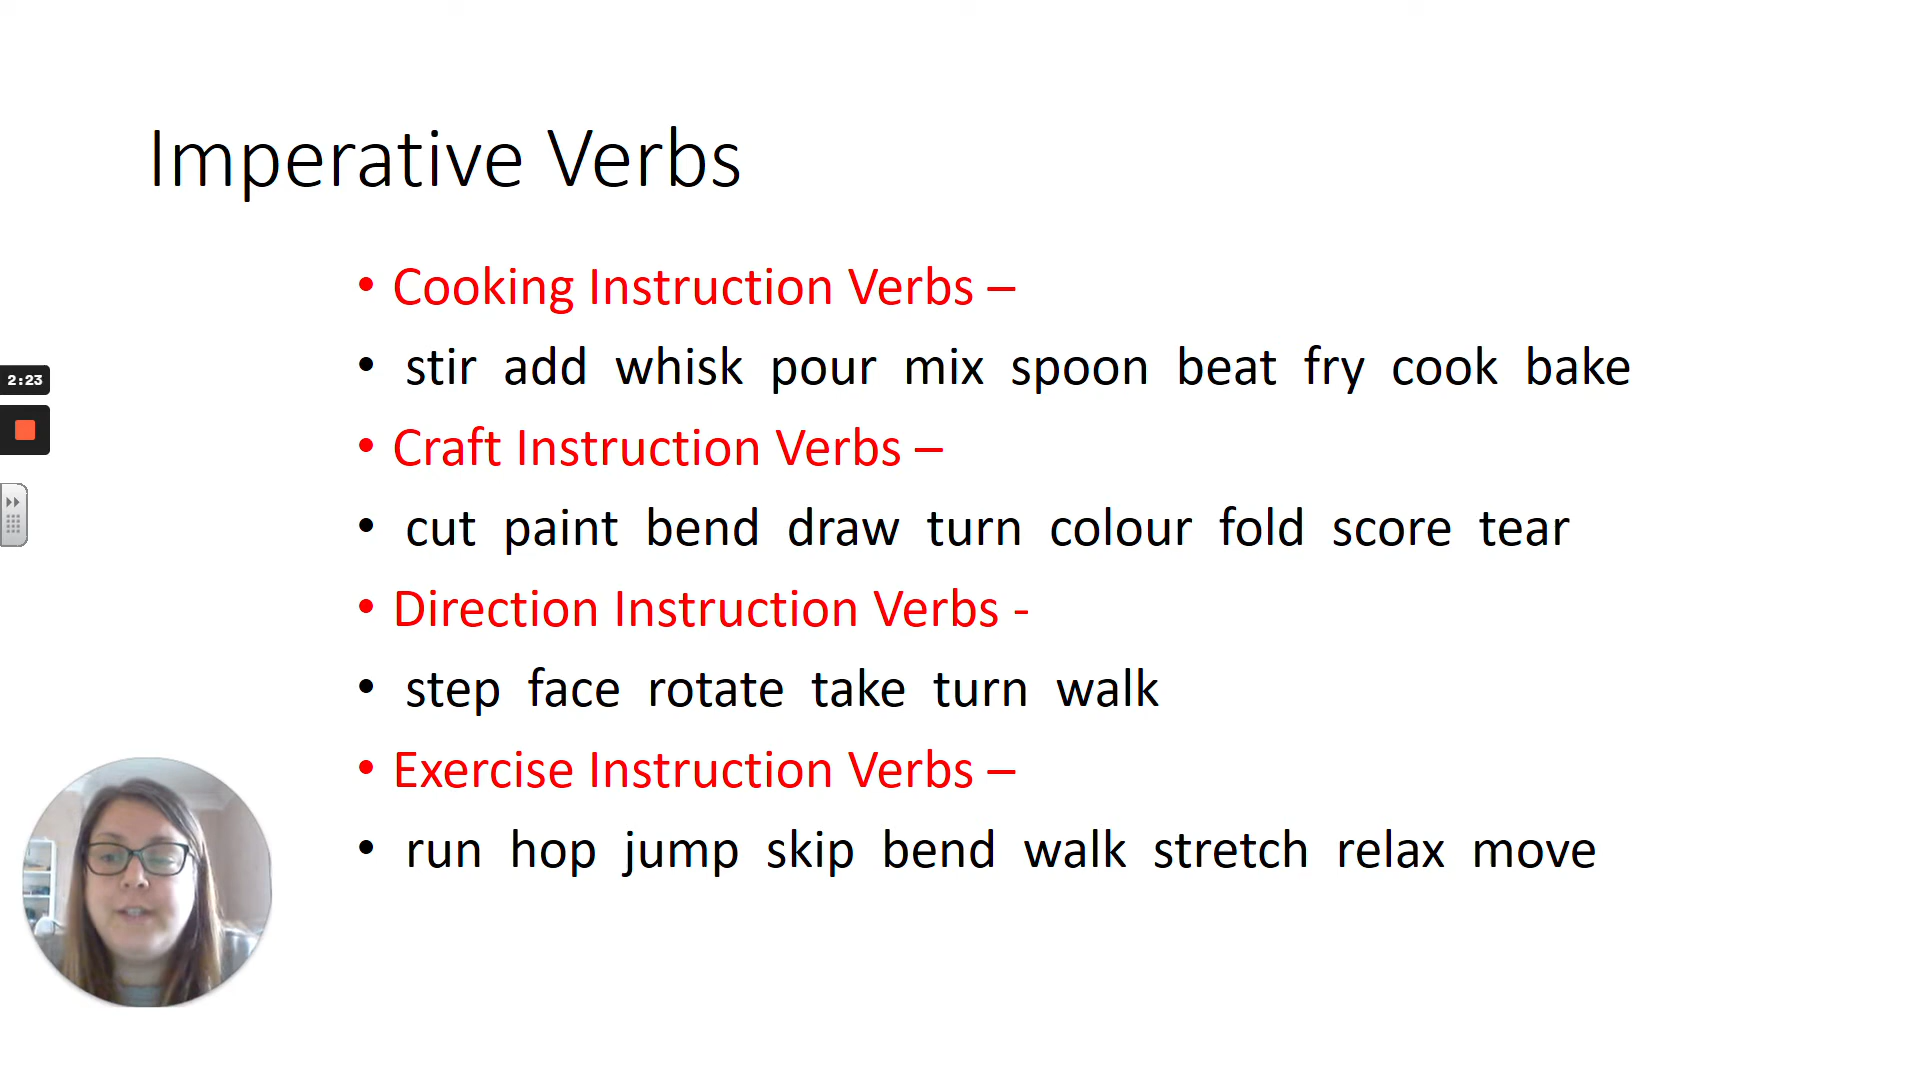 Imperative Verbs
• Cooking Instruction Verbs –
• stir add whisk pour mix spoon beat fry cook bake
2:23
• Craft Instruction Verbs –
• cut paint bend draw turn colour fold score tear
• Direction Instruction Verbs -
• step face rotate take turn walk
• Exercise Instruction Verbs –
• run hop jump skip bend walk stretch relax move